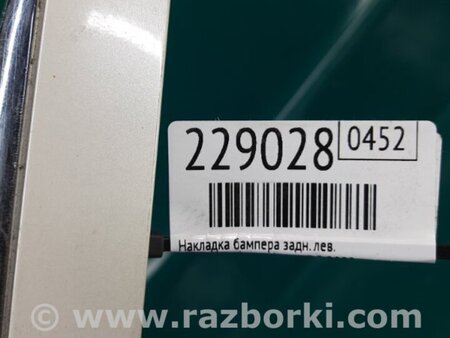 229028 0452
Накладка бампера задн. лев.
© www.razborki.com